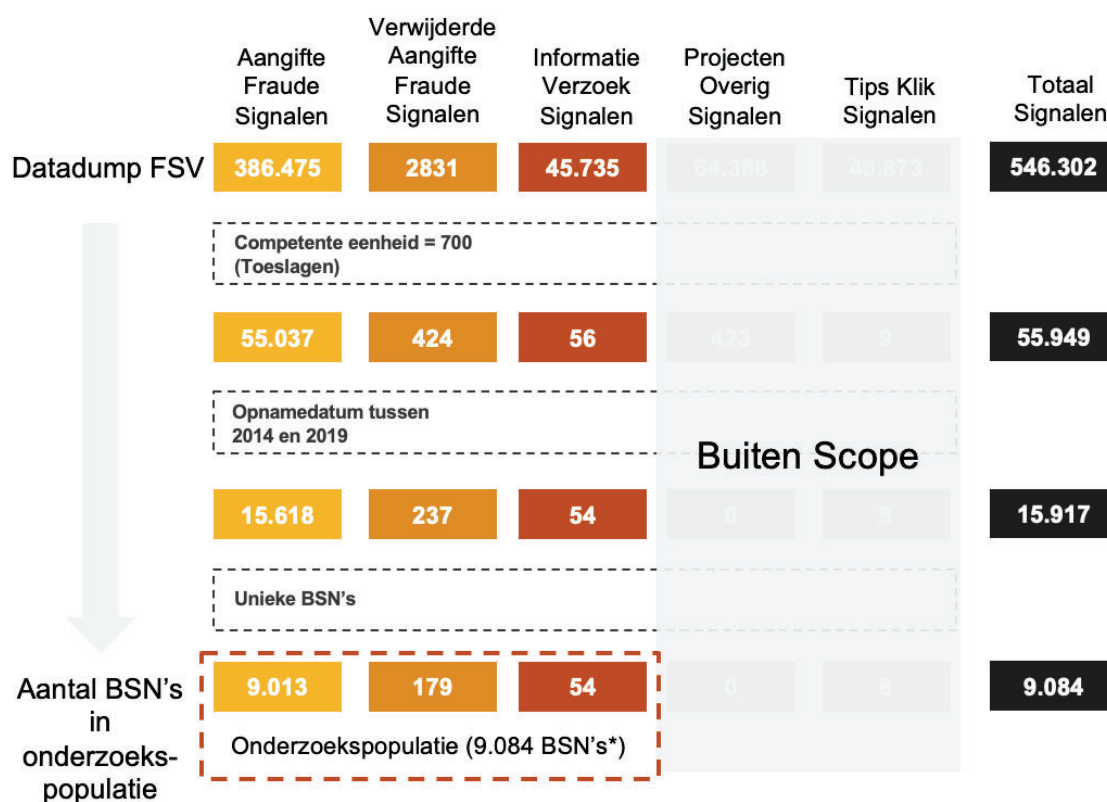 Aangifte
Fraude
Signalen
Verwijderde
Aangifte
Fraude
Signalen
Informatie
Verzoek
Signalen
Projecten
Overig
Signalen
Tips Klik
Signalen
Totaal
Signalen
Datadump FSV
386.475
2831
45.735
64.388
46.873
546.302
Competente eenheid = 700
(Toeslagen)
55.037
424
56
423
9
55.949
Opnamedatum tussen
2014 en 2019
Buiten Scope
15.618
237
54
0
8
15.917
Unieke BSN's
Aantal BSN's
in
onderzoeks-
populatie
9.013
179
54
0
8
9.084
Onderzoekspopulatie (9.084 BSN's*)